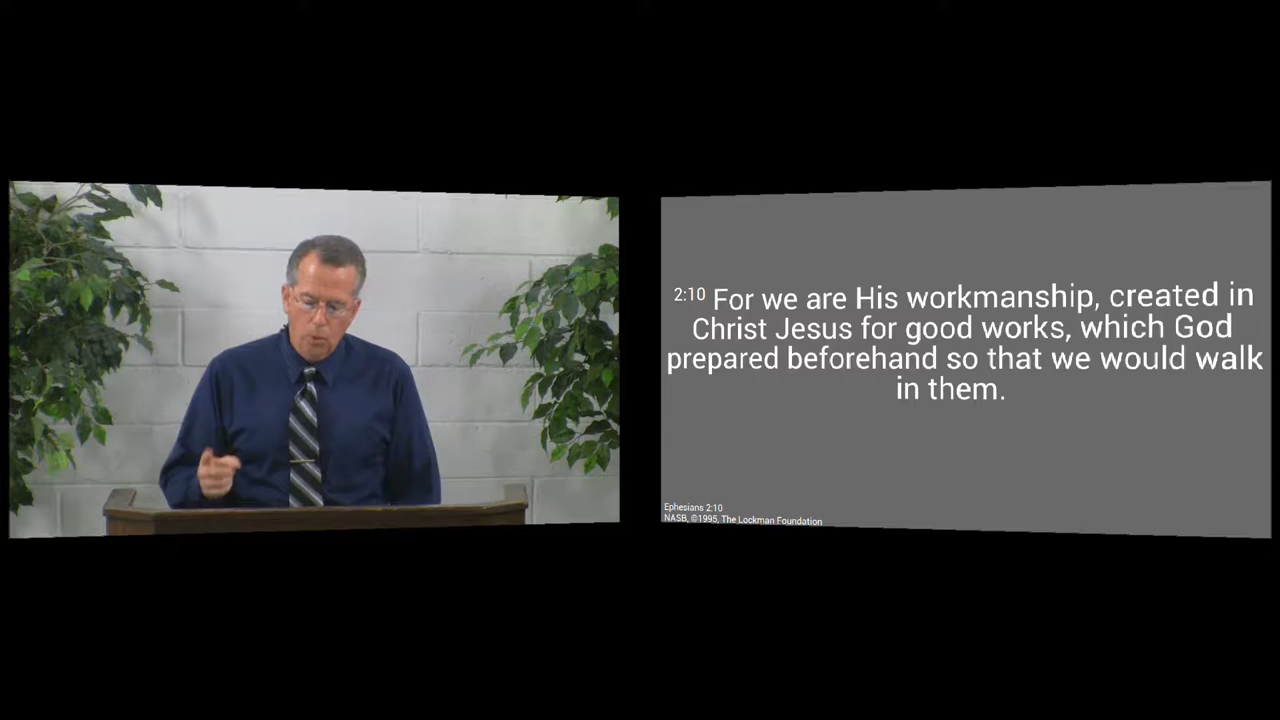 2:10 For we are His workmanship, created in
Christ Jesus for good works, which God
prepared beforehand so that we would walk
in them.
Ephesians 2:10
NASB, ©1995, The Lockman Foundation